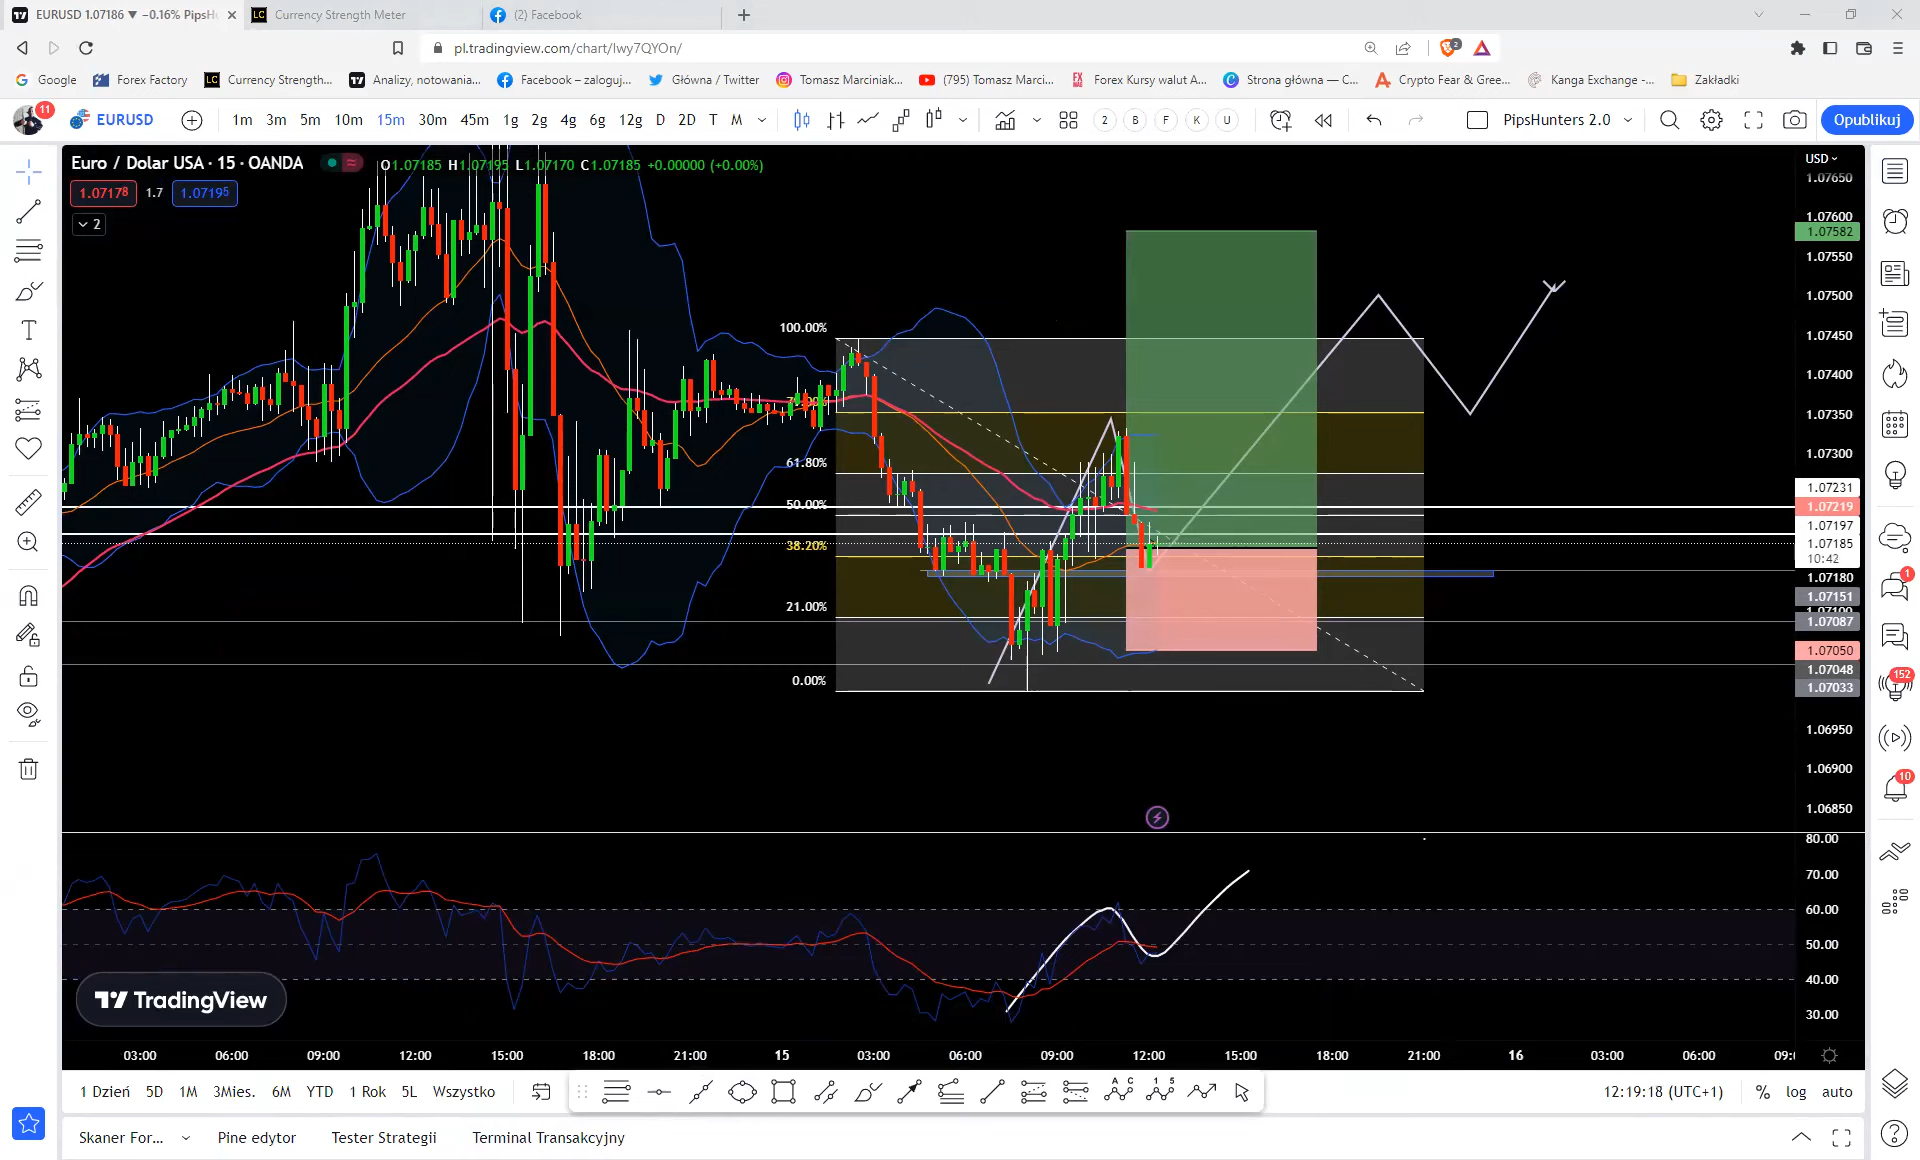 EURUSD 1.07186 ▼ −0.16% PipsH
Currency Strength Meter
(2) Facebook
pl.tradingview.com/chart/Iwy7QYOn/
2
Google
Forex Factory
Currency Strength...
Analizy, notowania...
Facebook – zaloguj...
Główna / Twitter
Tomasz Marciniak...
(795) Tomasz Marci...
Forex Kursy walut A...
Strona główna — C...
Crypto Fear & Gree...
Kanga Exchange -...
Zakładki
11
EURUSD
1m 3m 5m 10m 15m 30m 45m 1g 2g 4g 6g 12g D 2D T M
2 B F K U
PipsHunters 2.0
Opublikuj
Euro / Dolar USA · 15 · OANDA
O1.07185 H1.07195 L1.07170 C1.07185 +0.00000 (+0.00%)
1.07178 1.7 1.07195
2
USD
1.07650
1.07600
1.07582
1.07550
1.07500
1.07450
1.07400
1.07350
1.07300
1.07231
1.07219
1.07197
1.07185
10:42
1.07180
1.07151
1.07100
1.07087
1.07050
1.07048
1.07033
1.06950
1.06900
1.06850
100.00%
61.80%
50.00%
38.20%
21.00%
0.00%
80.00
70.00
60.00
50.00
40.00
30.00
TradingView
03:00 06:00 09:00 12:00 15:00 18:00 21:00 15 03:00 06:00 09:00 12:00 15:00 18:00 21:00 16 03:00 06:00
1 Dzień 5D 1M 3Mies. 6M YTD 1 Rok 5L Wszystko
A C
1 5
12:19:18 (UTC+1)
% log auto
Skaner For...
Pine edytor
Tester Strategii
Terminal Transakcyjny
1
152
10